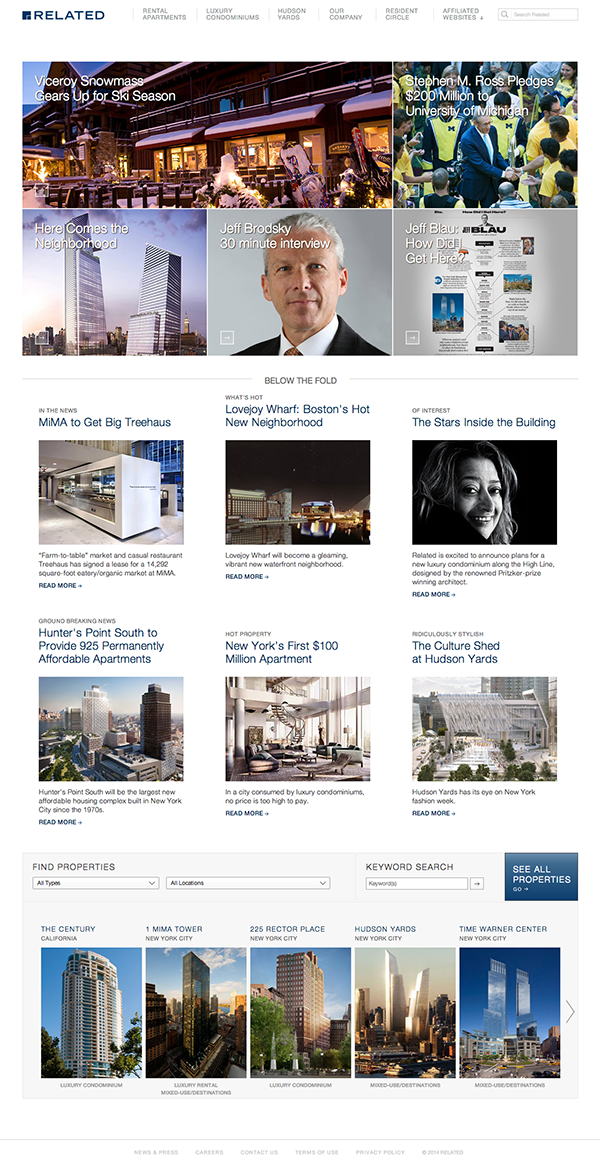 RELATED
RENTAL
APARTMENTS
LUXURY
CONDOMINIUMS
HUDSON
YARDS
OUR
COMPANY
RESIDENT
CIRCLE
AFFILIATED
WEBSITES ↓
Search Related
Viceroy Snowmass
Gears Up for Ski Season
Stephen M. Ross Pledges
$200 Million to
University of Michigan
Here Comes the
Neighborhood
Jeff Brodsky
30 minute interview
Jeff Blau:
How Did I
Get Here?
How Did I Get Here?
BLAU
BELOW THE FOLD
IN THE NEWS
MiMA to Get Big Treehaus
"Farm-to-table" market and casual restaurant
Treehaus has signed a lease for a 14,292
square-foot eatery/organic market at MiMA.
READ MORE →
WHAT'S HOT
Lovejoy Wharf: Boston's Hot
New Neighborhood
Lovejoy Wharf will become a gleaming,
vibrant new waterfront neighborhood.
READ MORE →
OF INTEREST
The Stars Inside the Building
Related is excited to announce plans for a
new luxury condominium along the High Line,
designed by the renowned Pritzker-prize
winning architect.
READ MORE →
GROUND BREAKING NEWS
Hunter's Point South to
Provide 925 Permanently
Affordable Apartments
Hunter's Point South will be the largest new
affordable housing complex built in New York
City since the 1970s.
READ MORE →
HOT PROPERTY
New York's First $100
Million Apartment
In a city consumed by luxury condominiums,
no price is too high to pay.
READ MORE →
RIDICULOUSLY STYLISH
The Culture Shed
at Hudson Yards
Hudson Yards has its eye on New York
fashion week.
READ MORE →
FIND PROPERTIES
All Types
All Locations
KEYWORD SEARCH
Keyword(s)
→
SEE ALL
PROPERTIES
GO →
THE CENTURY
CALIFORNIA
LUXURY CONDOMINIUM
1 MIMA TOWER
NEW YORK CITY
LUXURY RENTAL
MIXED-USE/DESTINATIONS
225 RECTOR PLACE
NEW YORK CITY
LUXURY CONDOMINIUM
HUDSON YARDS
NEW YORK CITY
MIXED-USE/DESTINATIONS
TIME WARNER CENTER
NEW YORK CITY
MIXED-USE/DESTINATIONS
NEWS & PRESS
CAREERS
CONTACT US
TERMS OF USE
PRIVACY POLICY
© 2014 RELATED